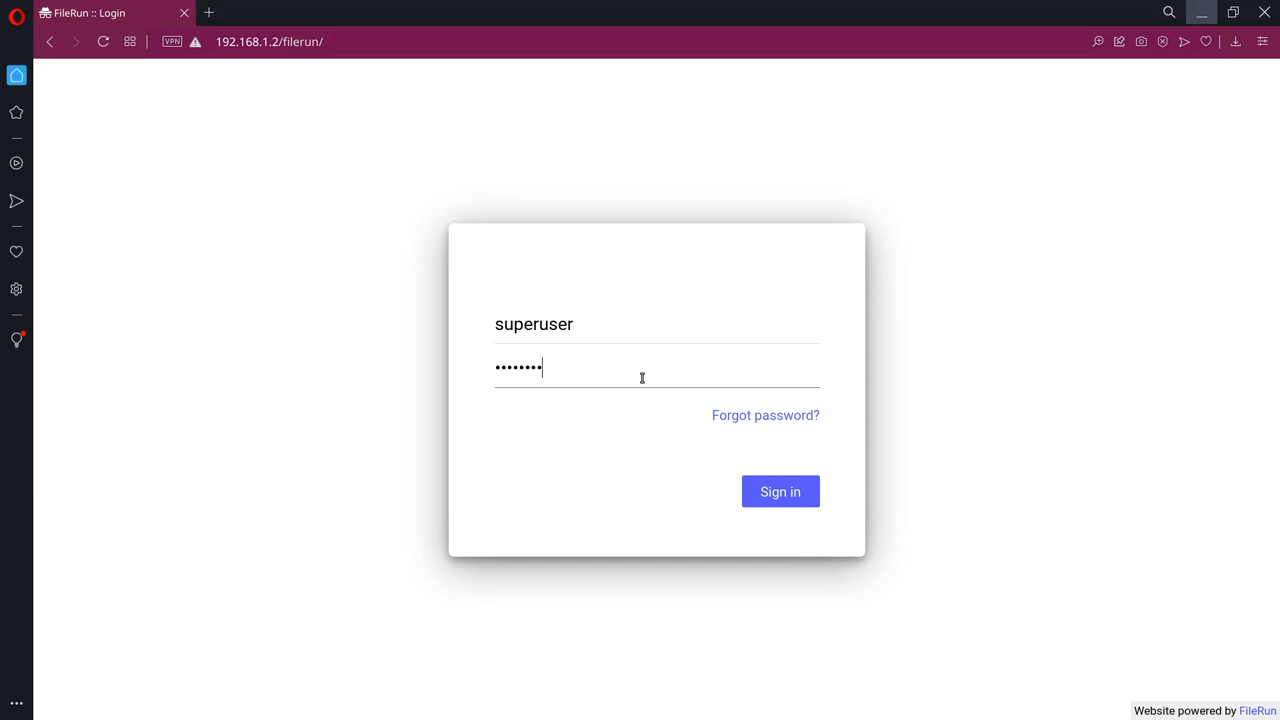 FileRun :: Login
VPN
192.168.1.2/filerun/
superuser
••••••••
Forgot password?
Sign in
Website powered by FileRun